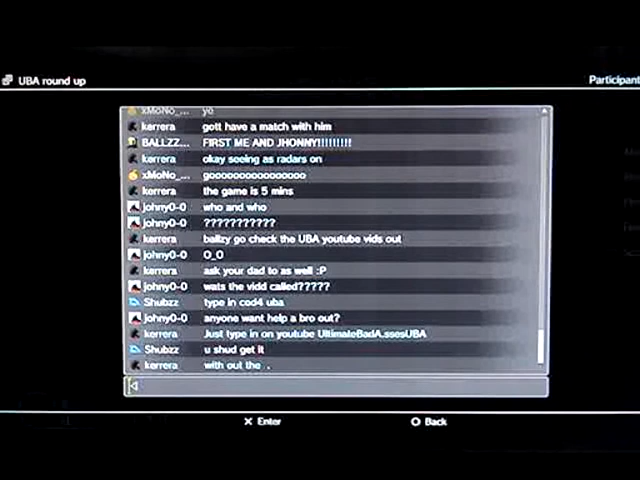 UBA round up
Participant
xMoNo_... ye
kerrera gott have a match with him
BALLZZ... FIRST ME AND JHONNY!!!!!!!!!
kerrera okay seeing as radars on
xMoNo_... gooooooooooooooo
kerrera the game is 5 mins
johny0-0 who and who
johny0-0 ???????????
kerrera ballzy go check the UBA youtube vids out
johny0-0 O_O
kerrera ask your dad to as well :P
johny0-0 wats the vidd called?????
Shubzz type in cod4 uba
johny0-0 anyone want help a bro out?
kerrera Just type in on youtube UltimateBadA.ssesUBA
Shubzz u shud get it
kerrera with out the .
Enter
Back